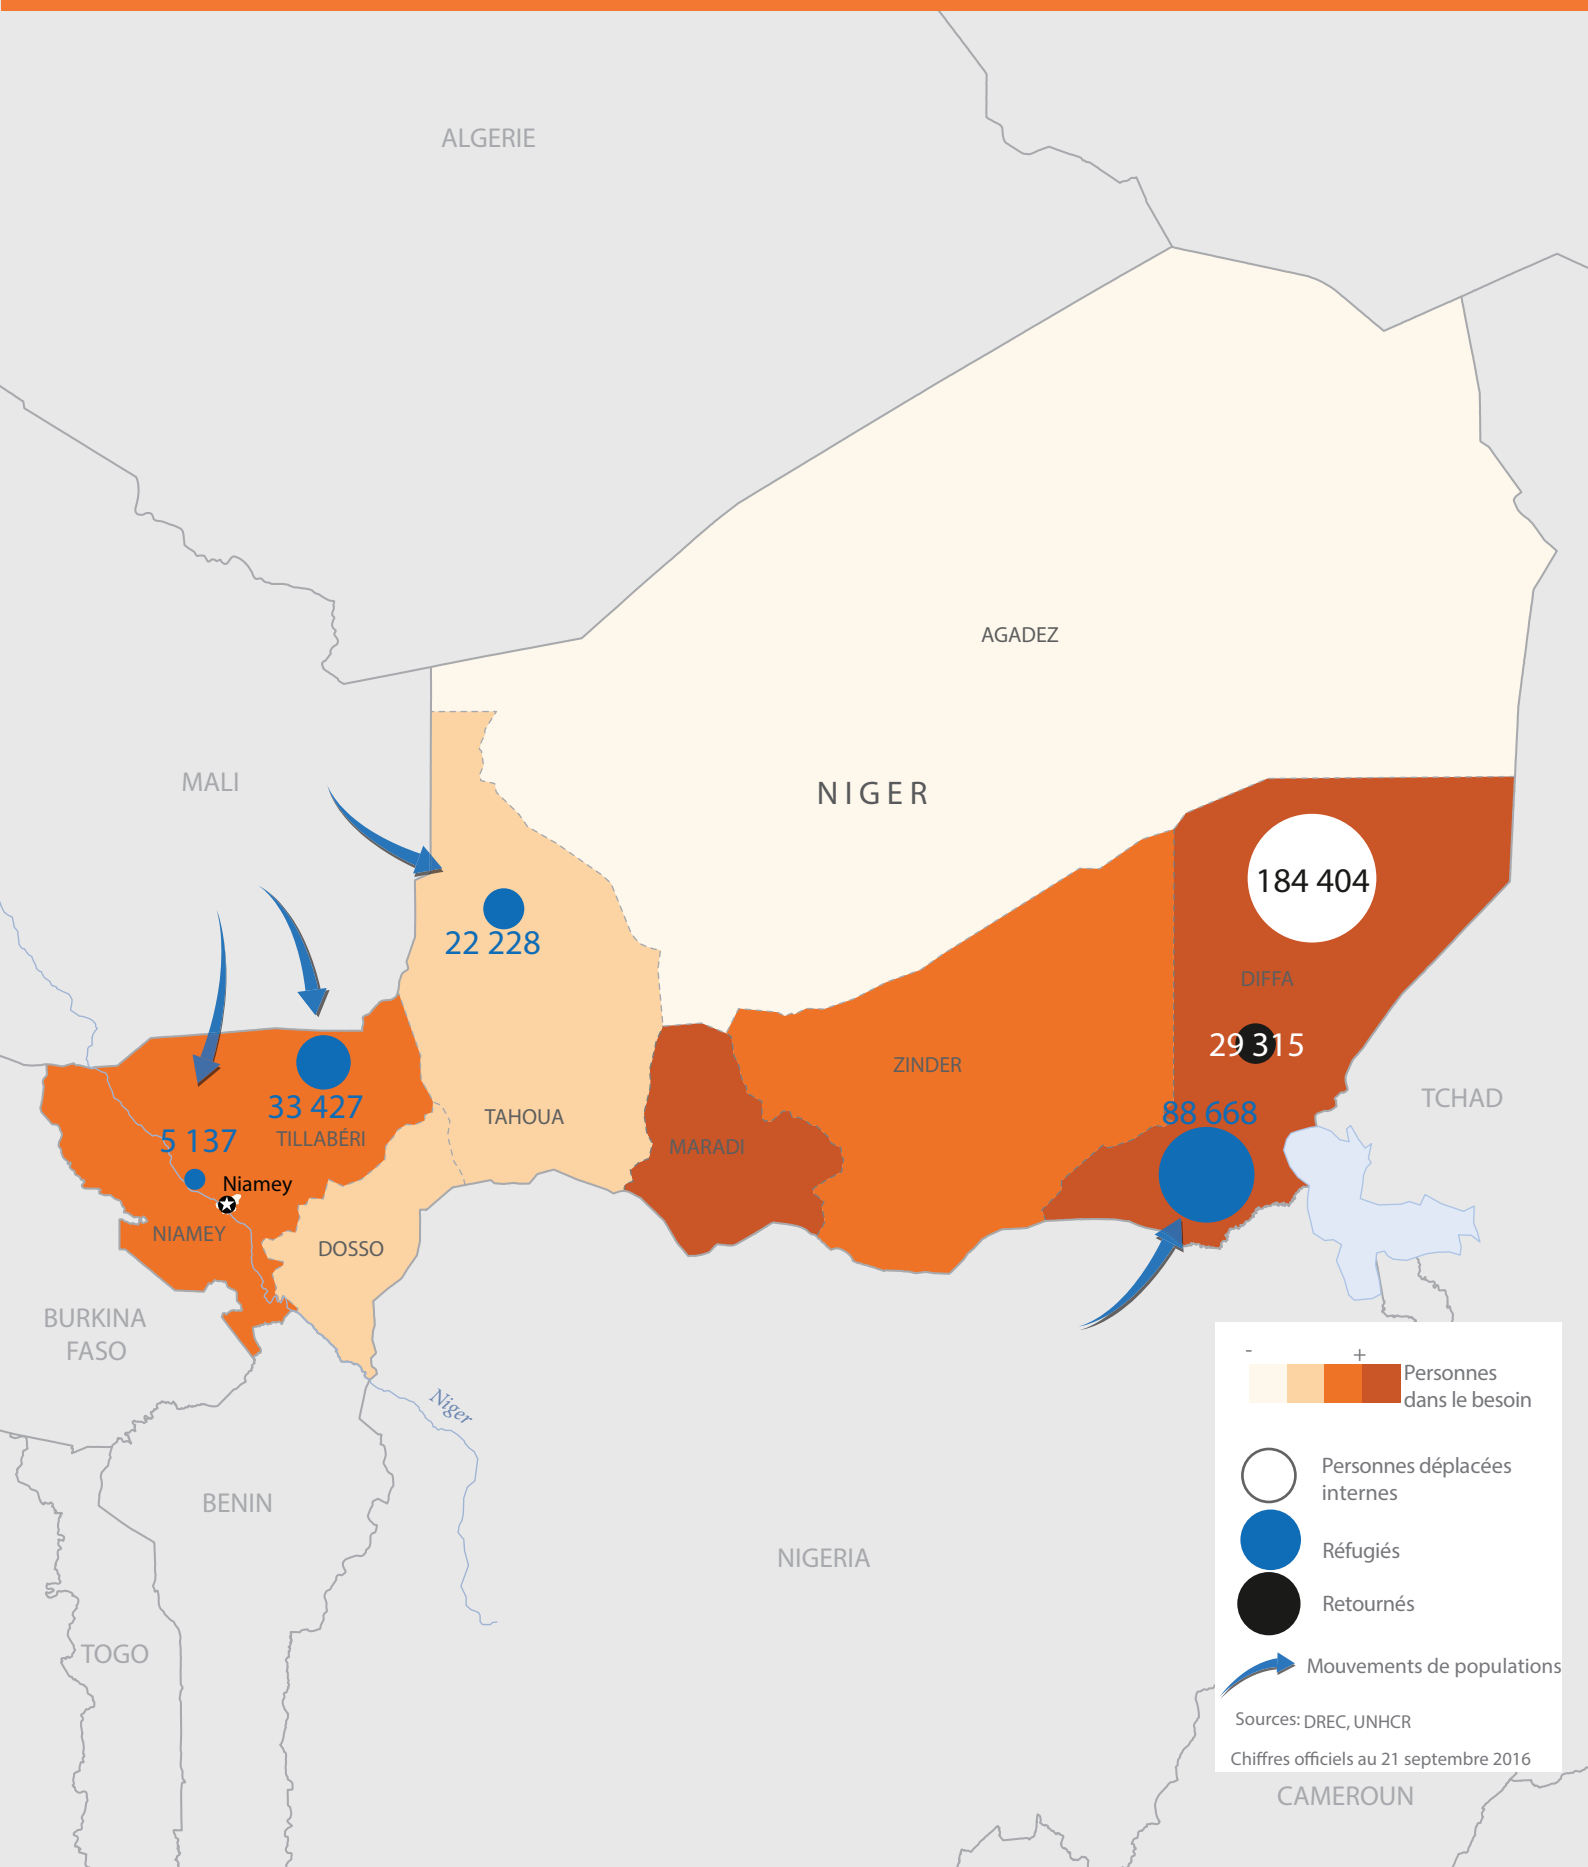 ALGERIE
AGADEZ
MALI
NIGER
184 404
22 228
DIFFA
29 315
ZINDER
TCHAD
33 427
88 668
TAHOUA
5 137
TILLABÉRI
MARADI
Niamey
NIAMEY
DOSSO
BURKINA
FASO
Niger
BENIN
NIGERIA
TOGO
CAMEROUN
- +
Personnes
dans le besoin
Personnes déplacées
internes
Réfugiés
Retournés
Mouvements de populations
Sources: DREC, UNHCR
Chiffres officiels au 21 septembre 2016